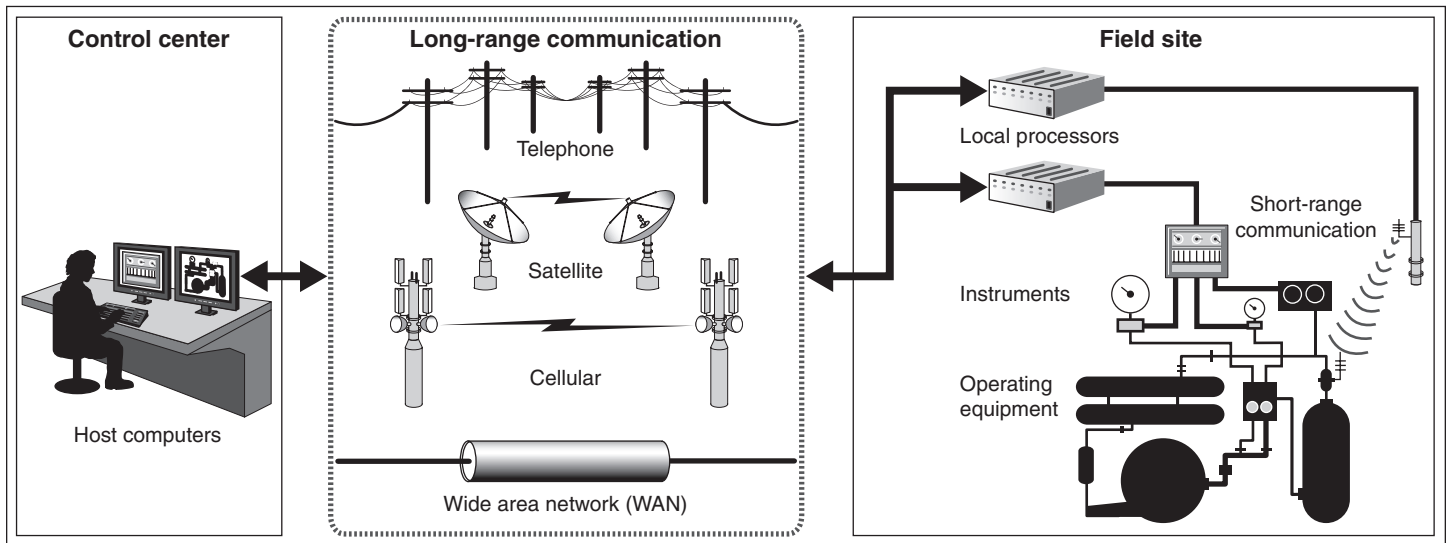 Control center
Host computers
Long-range communication
Telephone
Satellite
Cellular
Wide area network (WAN)
Field site
Local processors
Short-range
communication
Instruments
Operating
equipment